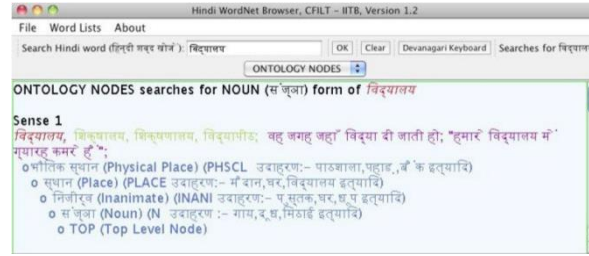 Hindi WordNet Browser, CFILT - IITB, Version 1.2
File Word Lists About
Search Hindi word (हिन्दी शब्द खोजें ): विद्यालय OK Clear Devanagari Keyboard Searches for विद्याल
ONTOLOGY NODES
ONTOLOGY NODES searches for NOUN (संज्ञा) form of विद्यालय
Sense 1
विद्यालय, शिक्षालय, शिक्षणालय, विद्यापीठ; वह जगह जहाँ विद्या दी जाती हो; "हमारे विद्यालय में
ग्यारह कमरे हैं ";
o भौतिक स्थान (Physical Place) (PHSCL उदाहरण:- पाठशाला,पहाड़,बैंक इत्यादि)
o स्थान (Place) (PLACE उदाहरण:- मैदान,घर,विद्यालय इत्यादि)
o निर्जीव (Inanimate) (INANI उदाहरण:- पुस्तक,घर,धूप इत्यादि)
o संज्ञा (Noun) (N उदाहरण :- गाय,दूध,मिठाई इत्यादि)
o TOP (Top Level Node)